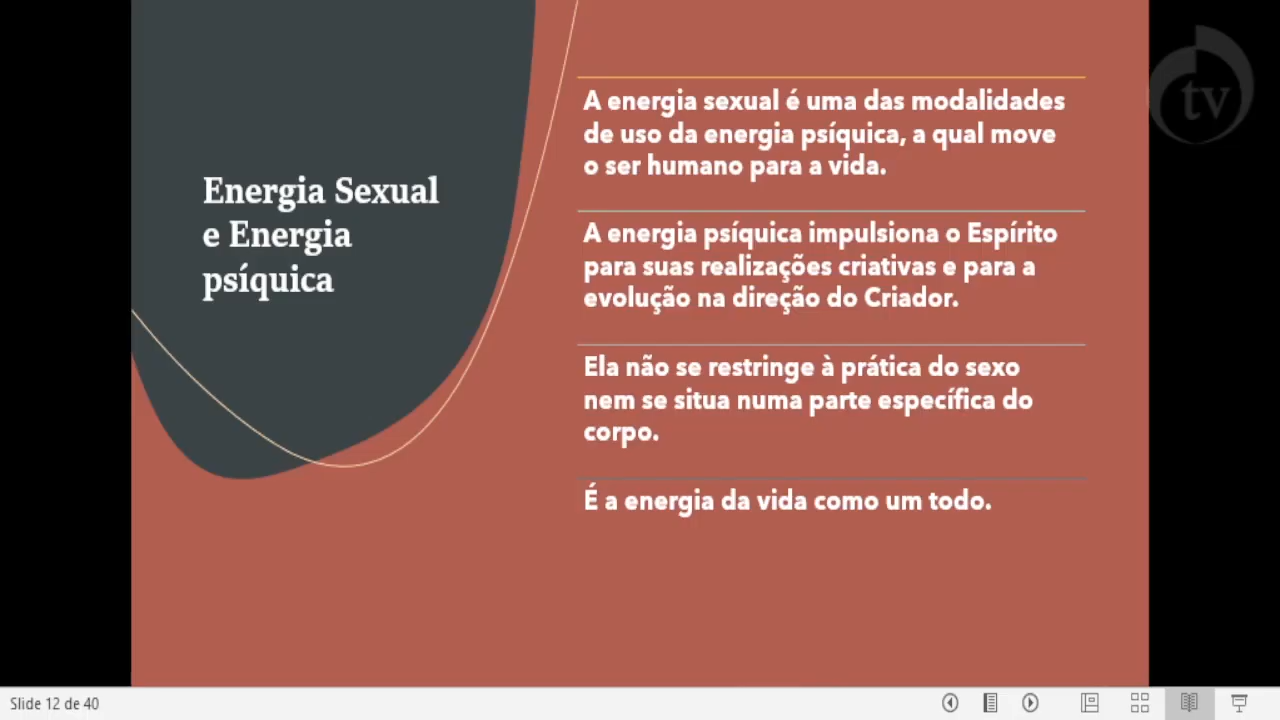 tv
Energia Sexual
e Energia
psíquica
A energia sexual é uma das modalidades
de uso da energia psíquica, a qual move
o ser humano para a vida.
A energia psíquica impulsiona o Espírito
para suas realizações criativas e para a
evolução na direção do Criador.
Ela não se restringe à prática do sexo
nem se situa numa parte específica do
corpo.
É a energia da vida como um todo.
Slide 12 de 40